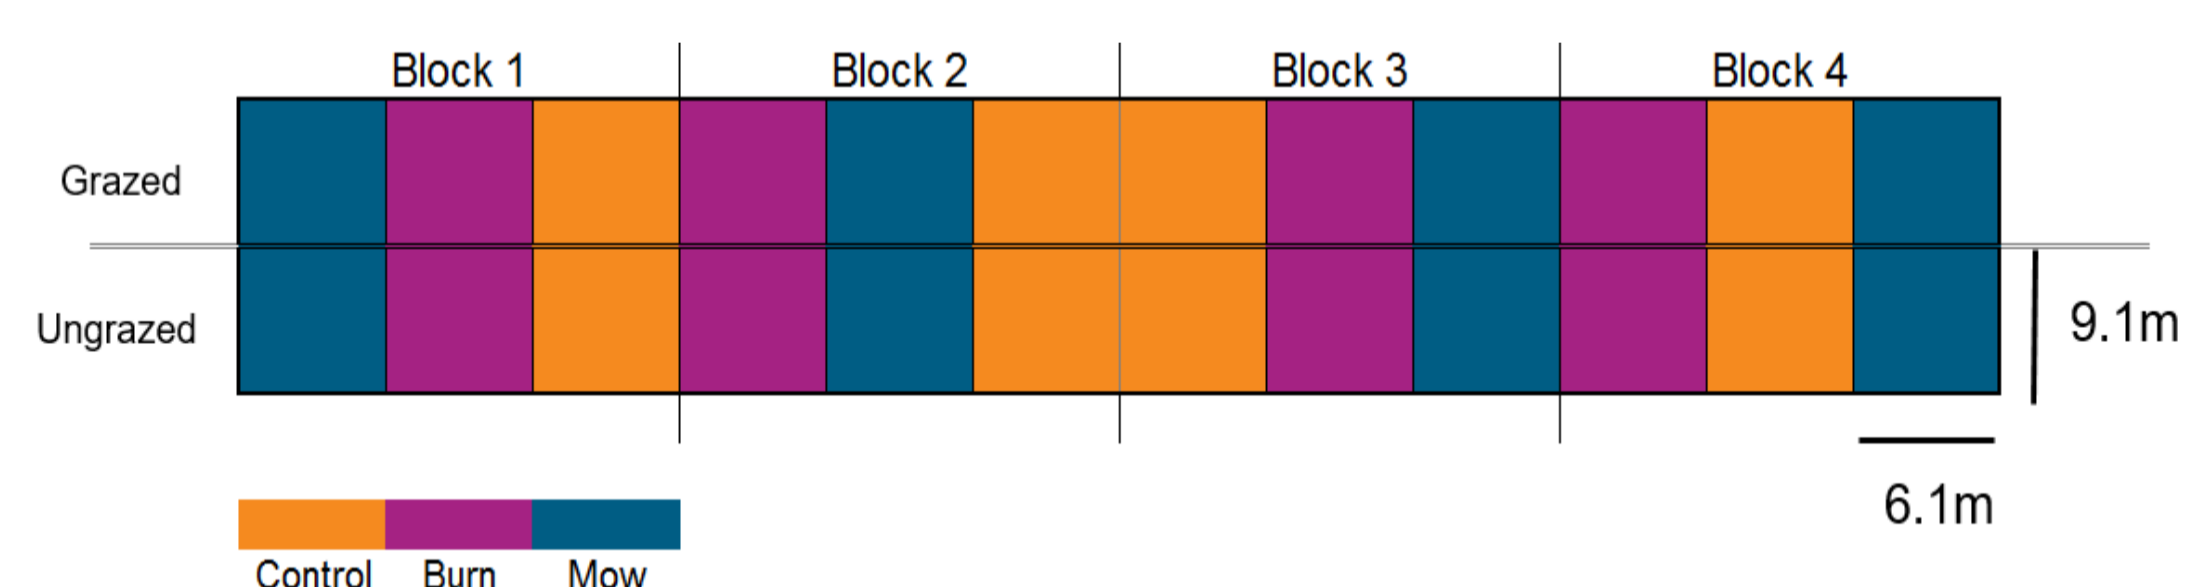 Block 1 Block 2 Block 3 Block 4
Grazed
Ungrazed
9.1m
6.1m
Control Burn Mow